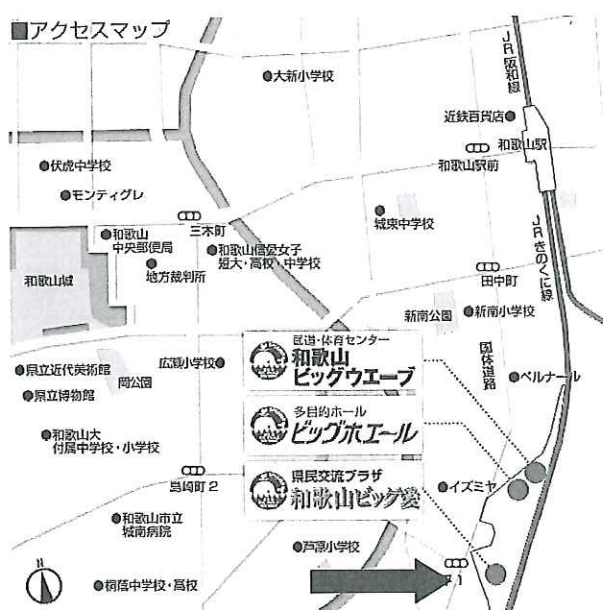 ■アクセスマップ
大新小学校
JR阪和線
近鉄百貨店
和歌山駅
和歌山駅前
伏虎中学校
モンティグレ
三木町
和歌山
中央郵便局
和歌山信愛女子
短大・高校・中学校
城東中学校
JRきのくに線
和歌山城
地方裁判所
田中町
新南公園
新南小学校
武道・体育センター
和歌山
ビッグウエーブ
国体道路
広瀬小学校
県立近代美術館
岡公園
県立博物館
ベルナール
多目的ホール
ビッグホエール
和歌山大
付属中学校・小学校
県民交流プラザ
和歌山ビッグ愛
イズミヤ
和歌山市立
城南病院
芦原小学校
桐蔭中学校・高校
N